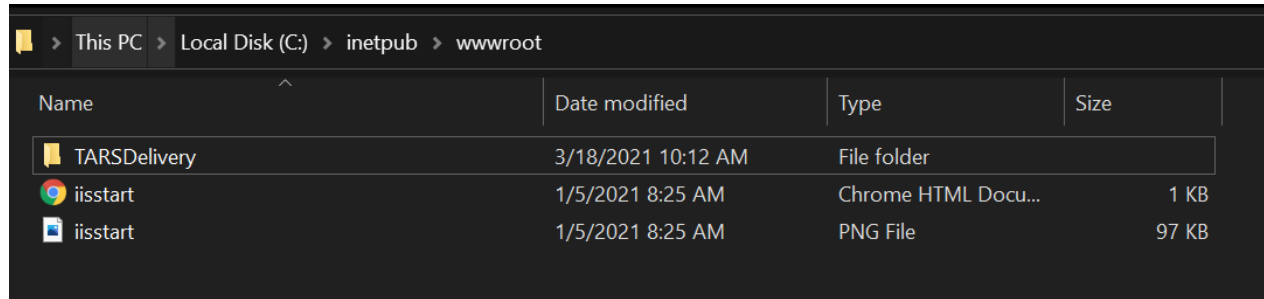 This PC > Local Disk (C:) > inetpub > wwwroot
Name Date modified Type Size
TARSDelivery 3/18/2021 10:12 AM File folder
iisstart 1/5/2021 8:25 AM Chrome HTML Docu... 1 KB
iisstart 1/5/2021 8:25 AM PNG File 97 KB